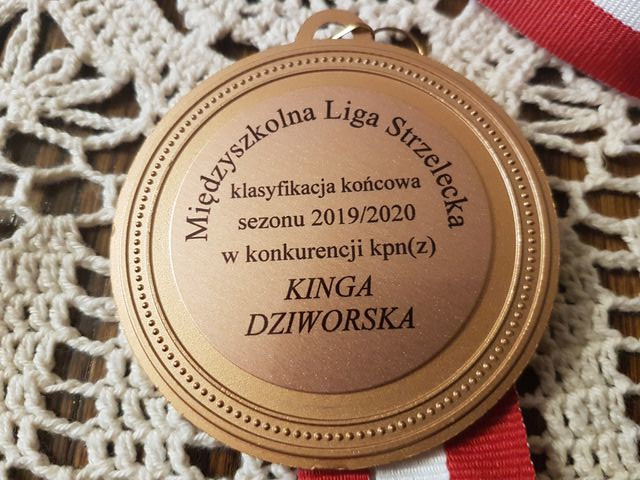 Międzyszkolna Liga Strzelecka
klasyfikacja końcowa
sezonu 2019/2020
w konkurencji kpn(z)
KINGA
DZIWORSKA